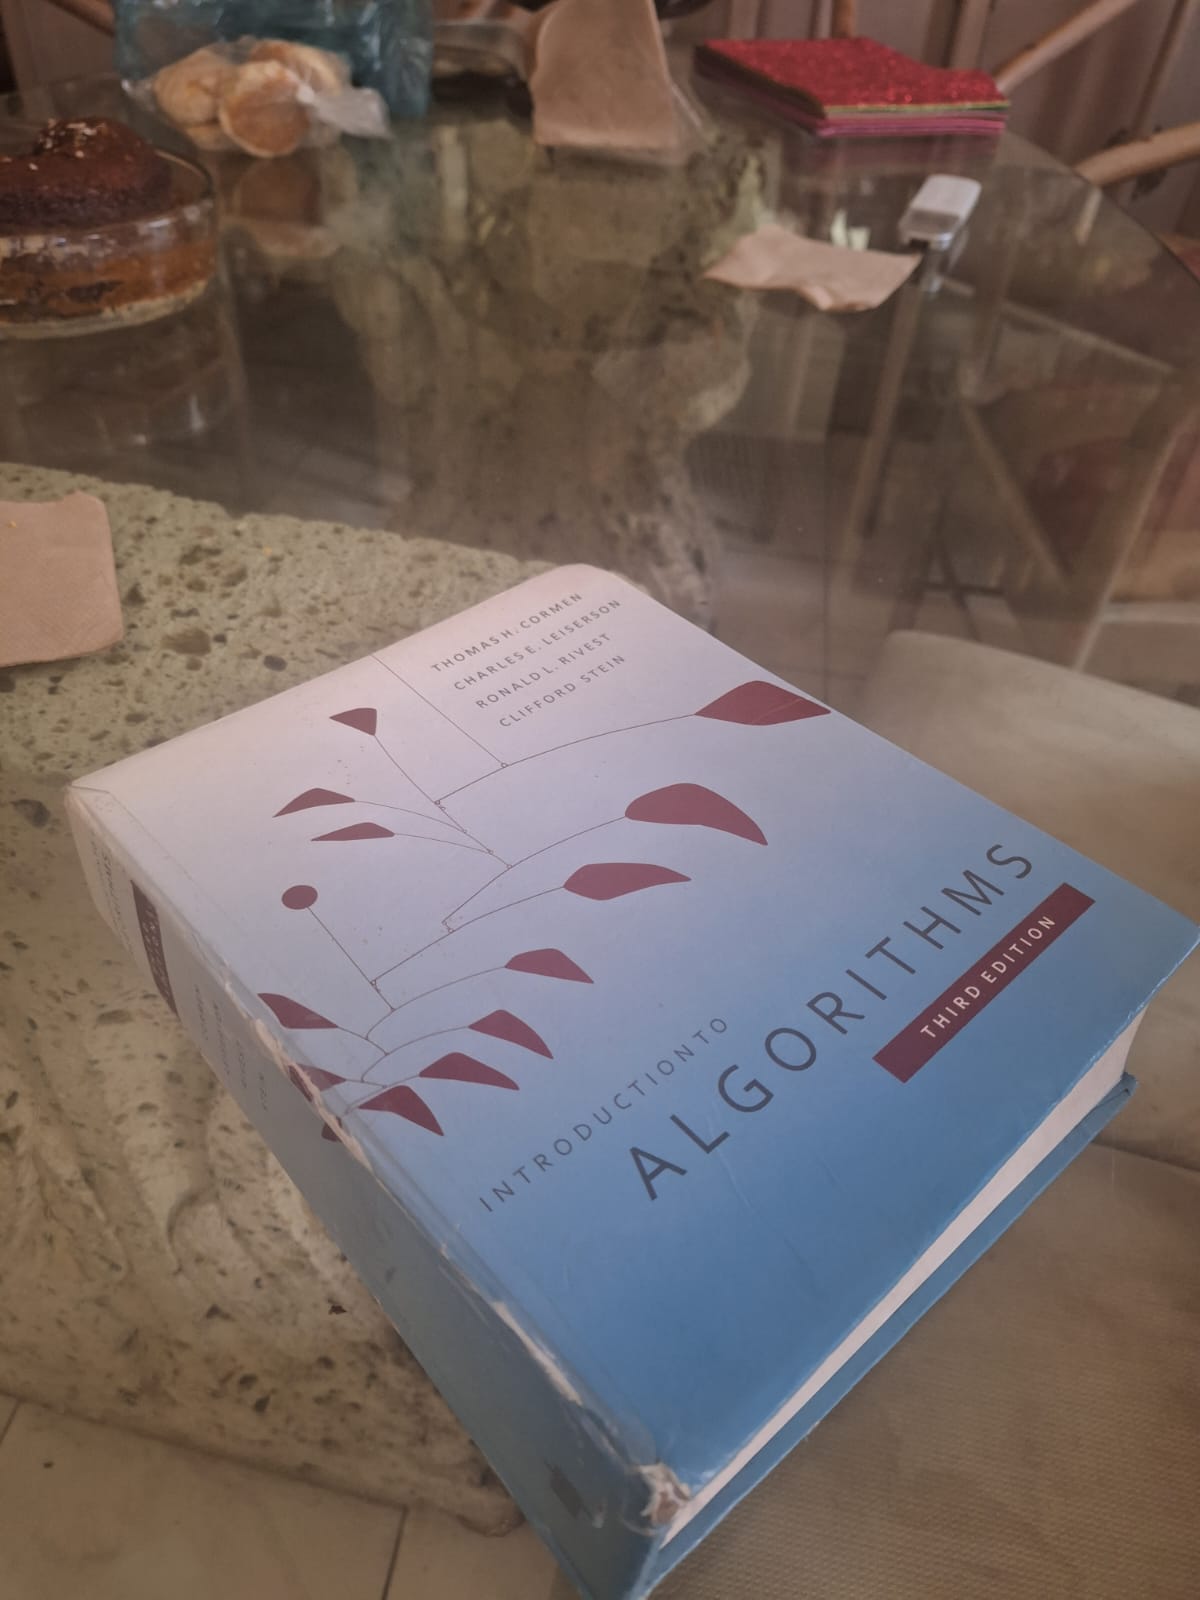 THOMAS H. CORMEN
CHARLES E. LEISERSON
RONALD L. RIVEST
CLIFFORD STEIN
INTRODUCTION TO
ALGORITHMS
THIRD EDITION